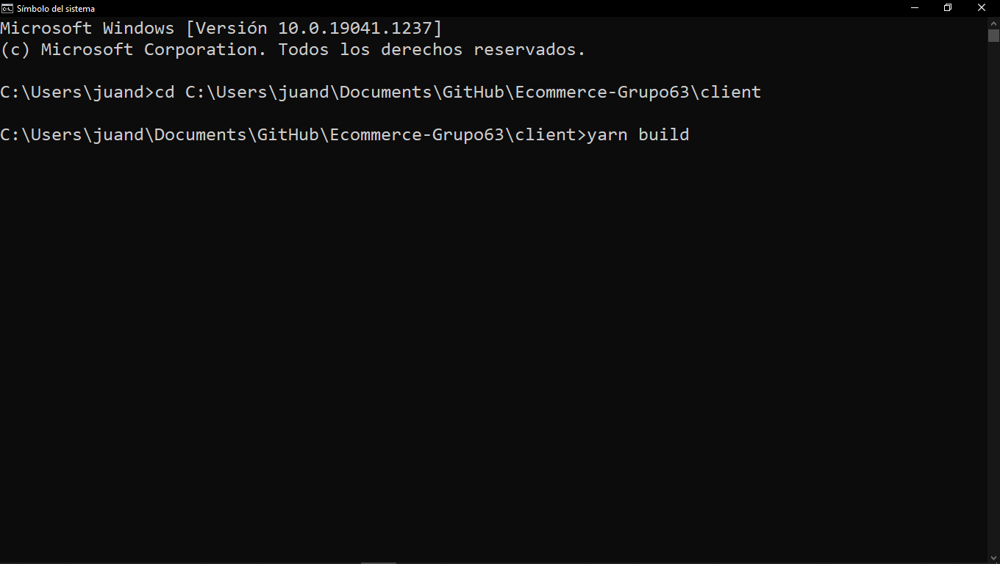 Símbolo del sistema
Microsoft Windows [Versión 10.0.19041.1237]
(c) Microsoft Corporation. Todos los derechos reservados.
C:\Users\juand>cd C:\Users\juand\Documents\GitHub\Ecommerce-Grupo63\client
C:\Users\juand\Documents\GitHub\Ecommerce-Grupo63\client>yarn build